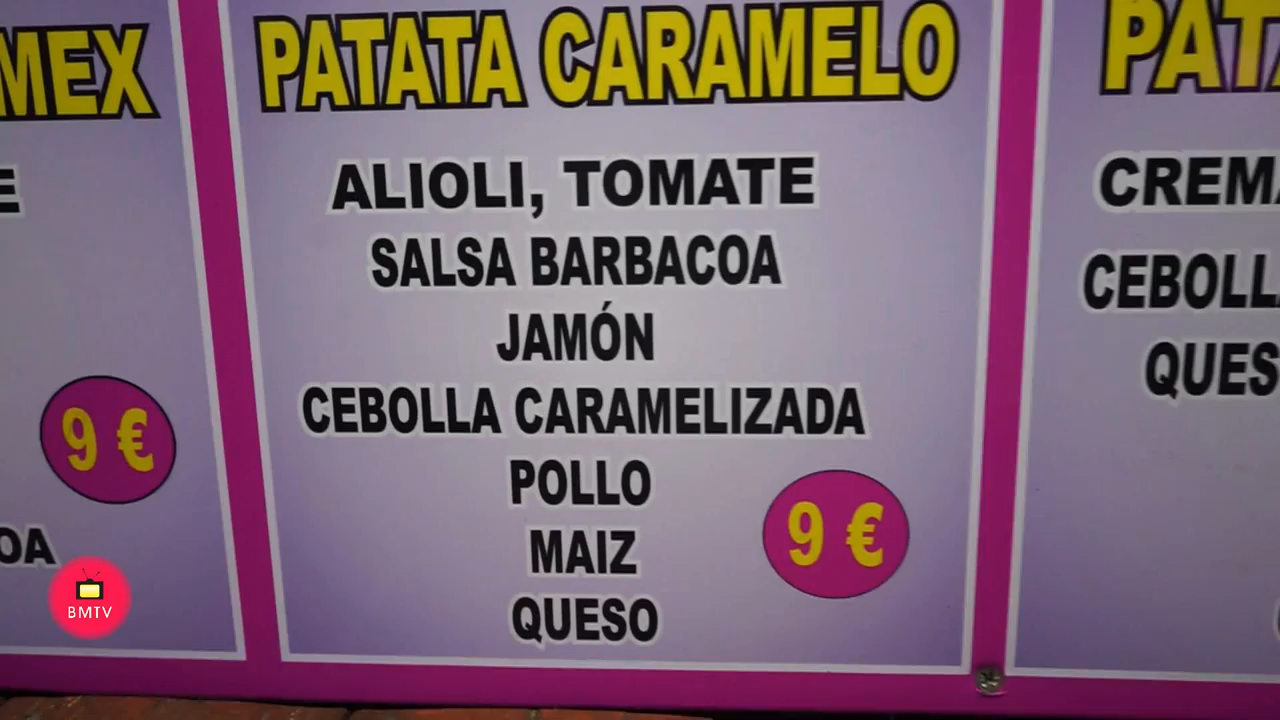 MEX
9 €
OA
BMTV
PATATA CARAMELO
ALIOLI, TOMATE
SALSA BARBACOA
JAMÓN
CEBOLLA CARAMELIZADA
POLLO
MAIZ
QUESO
9 €
PAT
CREMA
CEBOLL
QUES